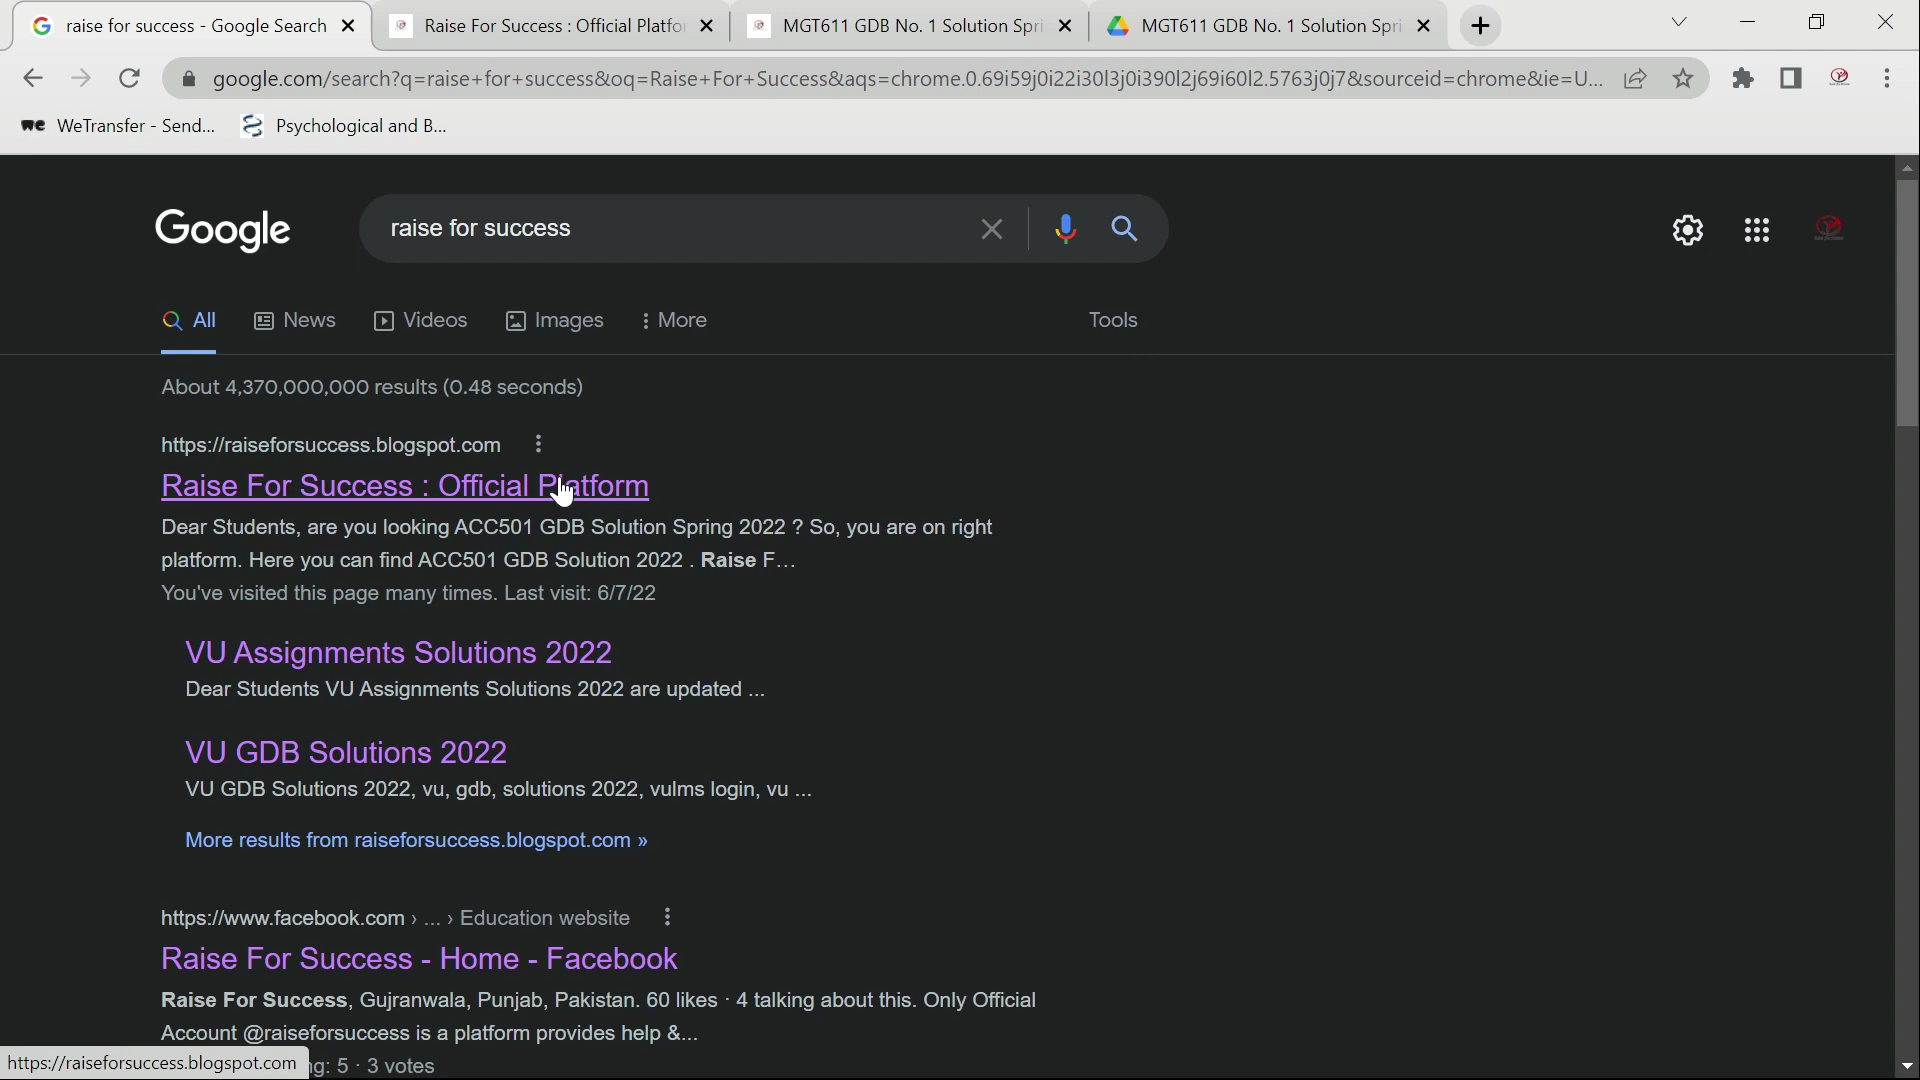 raise for success - Google Search
Raise For Success : Official Platfor
MGT611 GDB No. 1 Solution Spri
MGT611 GDB No. 1 Solution Spri
google.com/search?q=raise+for+success&oq=Raise+For+Success&aqs=chrome.0.69i59j0i22i30l3j0i390l2j69i60l2.5763j0j7&sourceid=chrome&ie=U...
WeTransfer - Send...
Psychological and B...
Google
raise for success
All
News
Videos
Images
More
Tools
About 4,370,000,000 results (0.48 seconds)
https://raiseforsuccess.blogspot.com
Raise For Success : Official Platform
Dear Students, are you looking ACC501 GDB Solution Spring 2022 ? So, you are on right
platform. Here you can find ACC501 GDB Solution 2022 . Raise F...
You've visited this page many times. Last visit: 6/7/22
VU Assignments Solutions 2022
Dear Students VU Assignments Solutions 2022 are updated ...
VU GDB Solutions 2022
VU GDB Solutions 2022, vu, gdb, solutions 2022, vulms login, vu ...
More results from raiseforsuccess.blogspot.com »
https://www.facebook.com › ... › Education website
Raise For Success - Home - Facebook
Raise For Success, Gujranwala, Punjab, Pakistan. 60 likes · 4 talking about this. Only Official
Account @raiseforsuccess is a platform provides help &...
https://raiseforsuccess.blogspot.com
ng: 5 · 3 votes